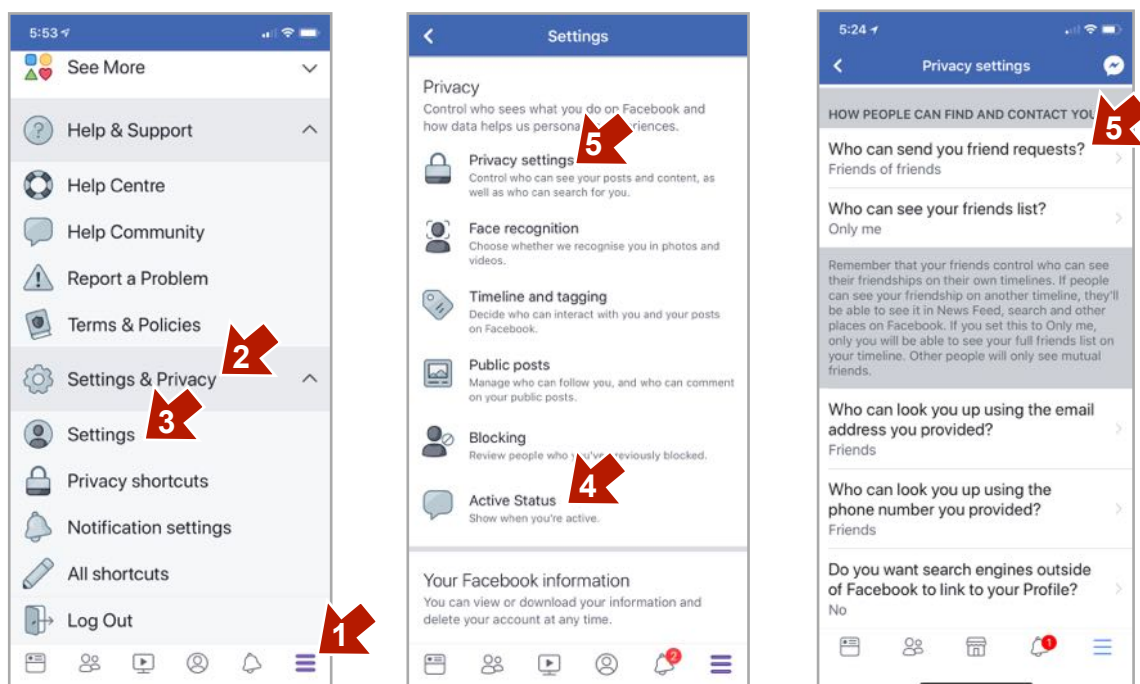 5:53
See More
Help & Support
Help Centre
Help Community
Report a Problem
Terms & Policies
2
Settings & Privacy
3
Settings
Privacy shortcuts
Notification settings
All shortcuts
Log Out
1
Settings
Privacy
Control who sees what you do on Facebook and
how data helps us experiences.
5
Privacy settings
Control who can see your posts and content, as
well as who can search for you.
Face recognition
Choose whether we recognise you in photos and
videos.
Timeline and tagging
Decide who can interact with you and your posts
on Facebook.
Public posts
Manage who can follow you, and who can comment
on your public posts.
Blocking
Review people who you've previously blocked.
4
Active Status
Show when you're active.
Your Facebook information
You can view or download your information and
delete your account at any time.
2
5:24
Privacy settings
HOW PEOPLE CAN FIND AND CONTACT YOU
5
Who can send you friend requests?
Friends of friends
Who can see your friends list?
Only me
Remember that your friends control who can see
their friendships on their own timelines. If people
can see your friendship on another timeline, they'll
be able to see it in News Feed, search and other
places on Facebook. If you set this to Only me,
only you will be able to see your full friends list on
your timeline. Other people will only see mutual
friends.
Who can look you up using the email
address you provided?
Friends
Who can look you up using the
phone number you provided?
Friends
Do you want search engines outside
of Facebook to link to your Profile?
No
1